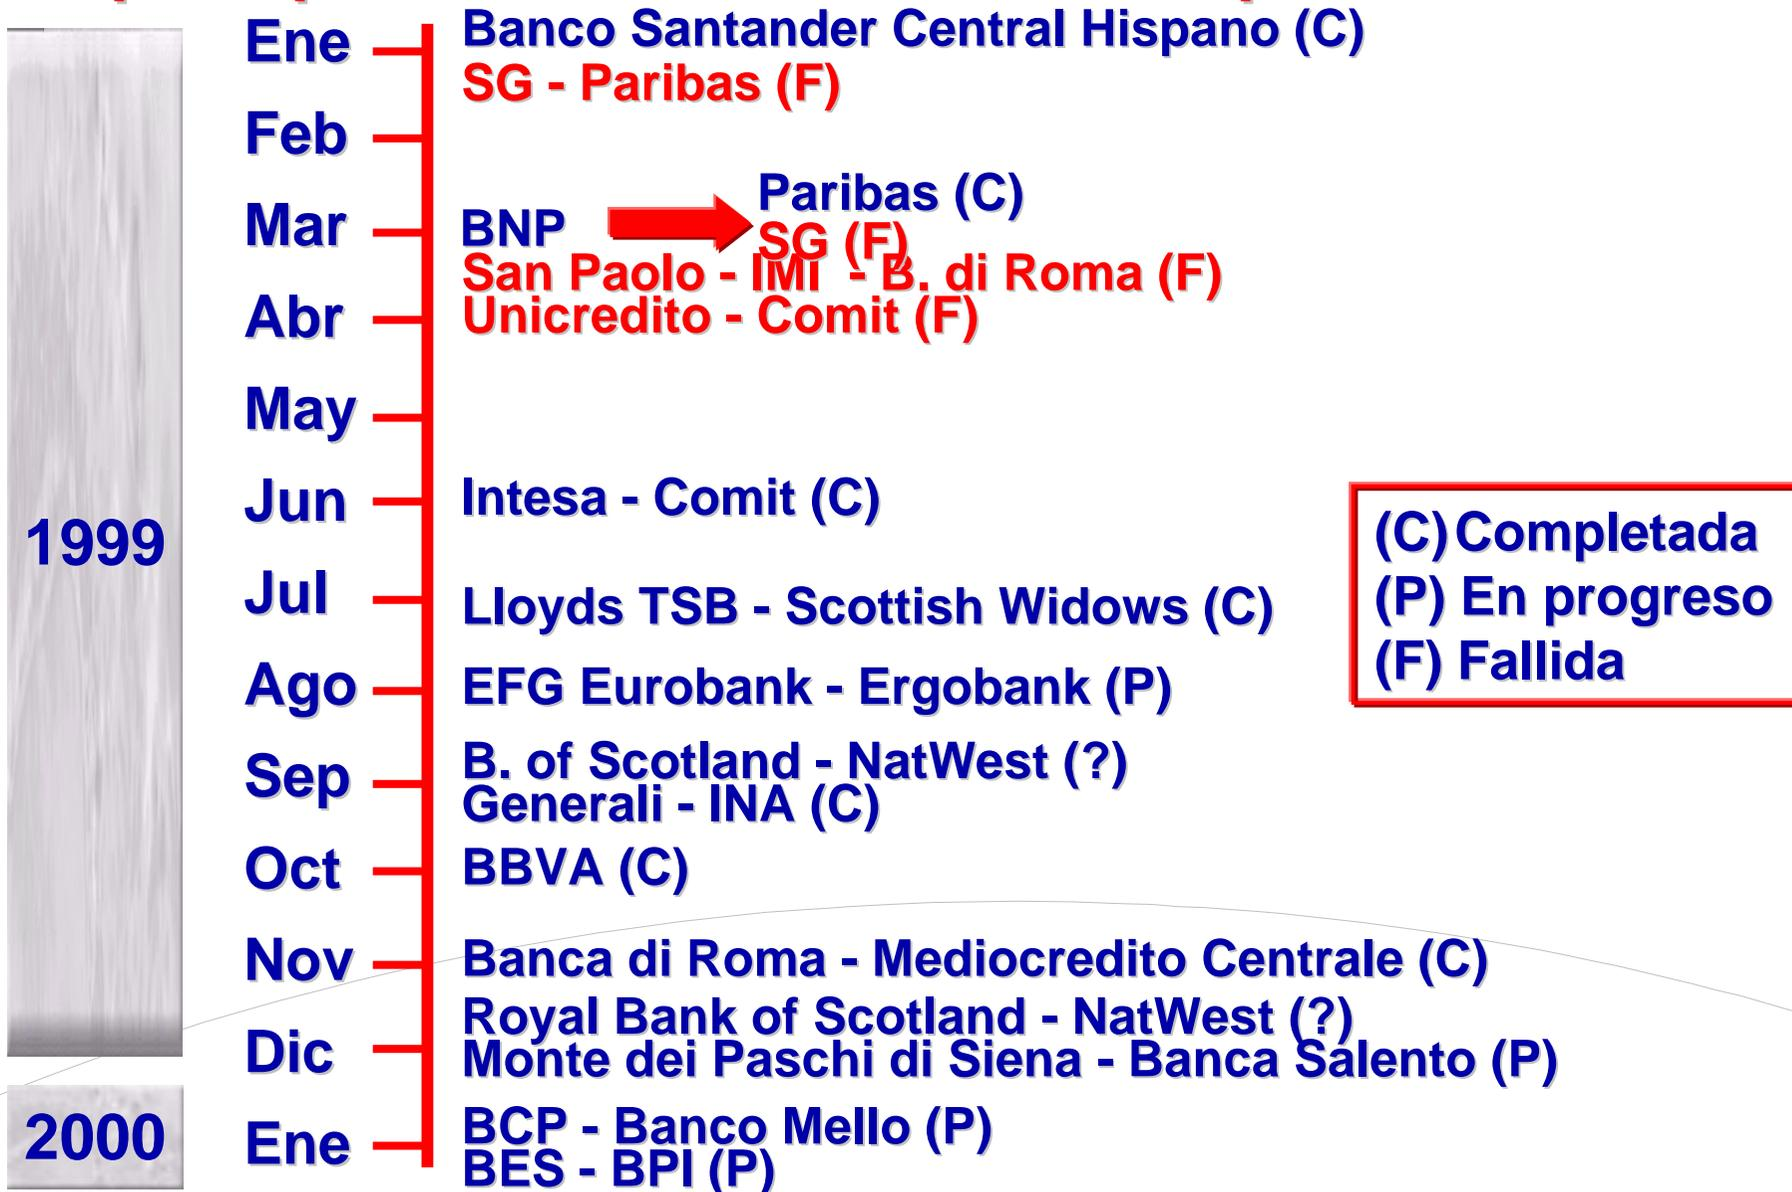 1999
Ene
Banco Santander Central Hispano (C)
SG - Paribas (F)
Feb
Mar
BNP
Paribas (C)
SG (F)
San Paolo - IMI - B. di Roma (F)
Abr
Unicredito - Comit (F)
May
Jun
Intesa - Comit (C)
Jul
Lloyds TSB - Scottish Widows (C)
Ago
EFG Eurobank - Ergobank (P)
Sep
B. of Scotland - NatWest (?)
Generali - INA (C)
Oct
BBVA (C)
Nov
Banca di Roma - Mediocredito Centrale (C)
Dic
Royal Bank of Scotland - NatWest (?)
Monte dei Paschi di Siena - Banca Salento (P)
2000
Ene
BCP - Banco Mello (P)
BES - BPI (P)
(C) Completada
(P) En progreso
(F) Fallida